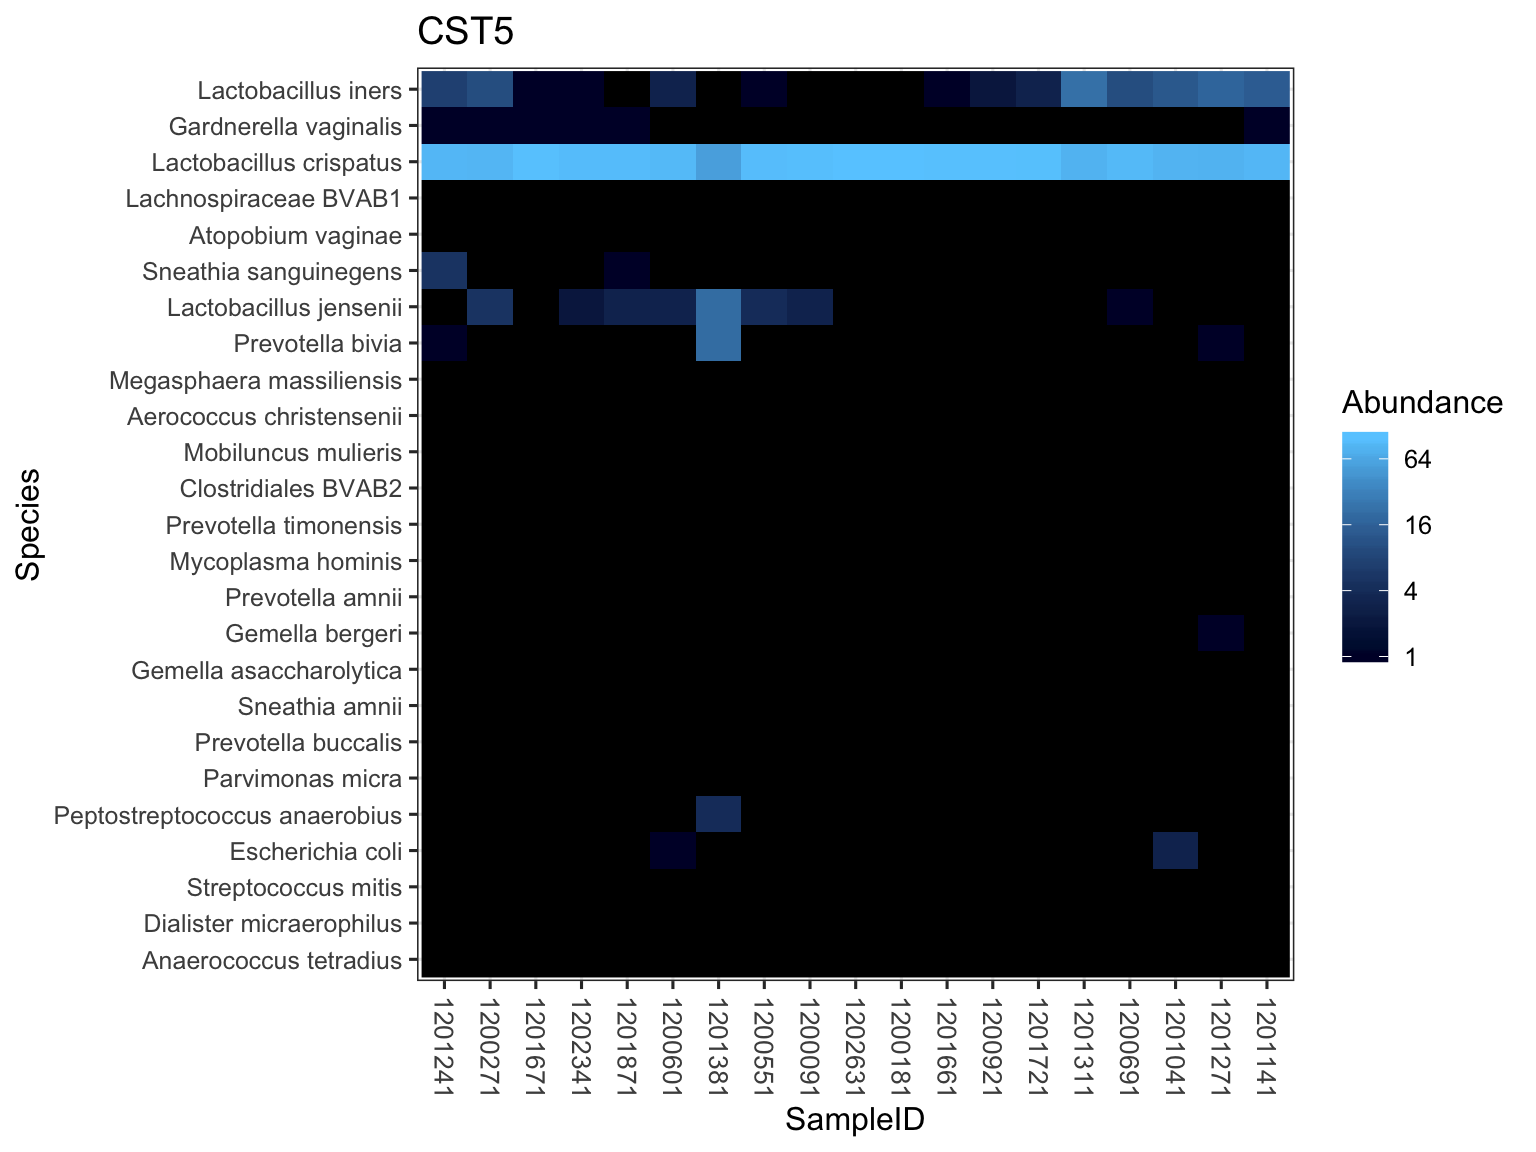 CST5
Species
Lactobacillus iners
Gardnerella vaginalis
Lactobacillus crispatus
Lachnospiraceae BVAB1
Atopobium vaginae
Sneathia sanguinegens
Lactobacillus jensenii
Prevotella bivia
Megasphaera massiliensis
Aerococcus christensenii
Mobiluncus mulieris
Clostridiales BVAB2
Prevotella timonensis
Mycoplasma hominis
Prevotella amnii
Gemella bergeri
Gemella asaccharolytica
Sneathia amnii
Prevotella buccalis
Parvimonas micra
Peptostreptococcus anaerobius
Escherichia coli
Streptococcus mitis
Dialister micraerophilus
Anaerococcus tetradius
1201241
1200271
1201671
1202341
1201871
1200601
1201381
1200551
1200091
1202631
1200181
1201661
1200921
1201721
1201311
1200691
1201041
1201271
1201141
SampleID
Abundance
64
16
4
1